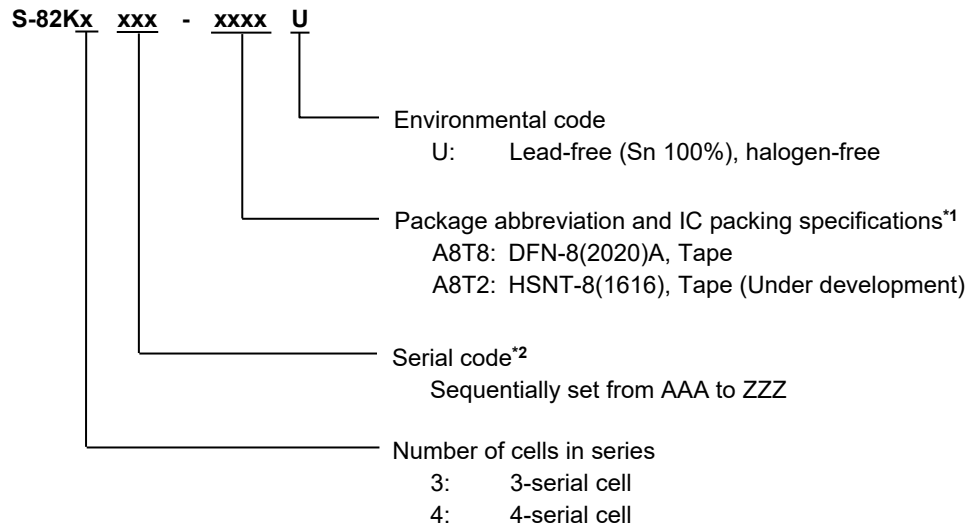 S-82Kx xxx - xxxx U
Environmental code
U: Lead-free (Sn 100%), halogen-free
Package abbreviation and IC packing specifications*1
A8T8: DFN-8(2020)A, Tape
A8T2: HSNT-8(1616), Tape (Under development)
Serial code*2
Sequentially set from AAA to ZZZ
Number of cells in series
3: 3-serial cell
4: 4-serial cell